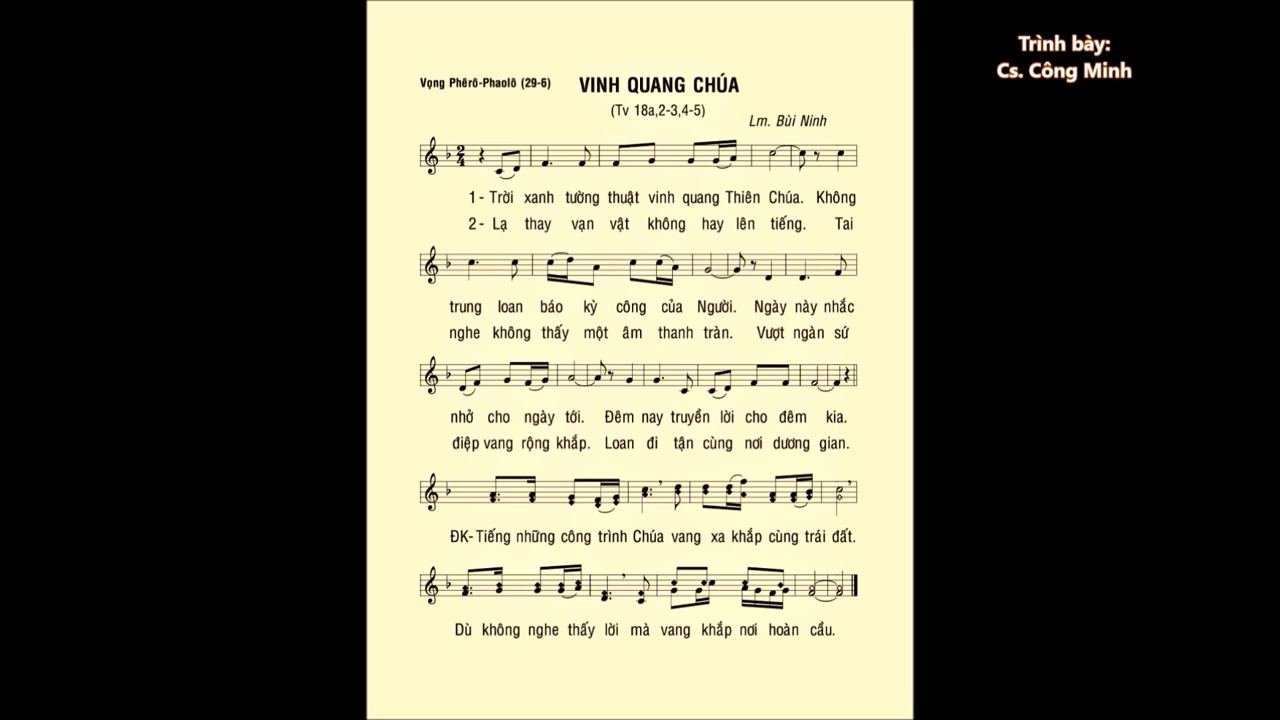 Trình bày:
Cs. Công Minh
Vọng Phêrô-Phaolô (29-6)
VINH QUANG CHÚA
(Tv 18a,2-3,4-5)
Lm. Bùi Ninh
1- Trời xanh tường thuật vinh quang Thiên Chúa. Không
2- Lạ thay vạn vật không hay lên tiếng. Tai
trung loan báo kỳ công của Người. Ngày này nhắc
nghe không thấy một âm thanh tràn. Vượt ngàn sứ
nhở cho ngày tới. Đêm nay truyền lời cho đêm kia.
điệp vang rộng khắp. Loan đi tận cùng nơi dương gian.
ĐK- Tiếng những công trình Chúa vang xa khắp cùng trái đất.
Dù không nghe thấy lời mà vang khắp nơi hoàn cầu.